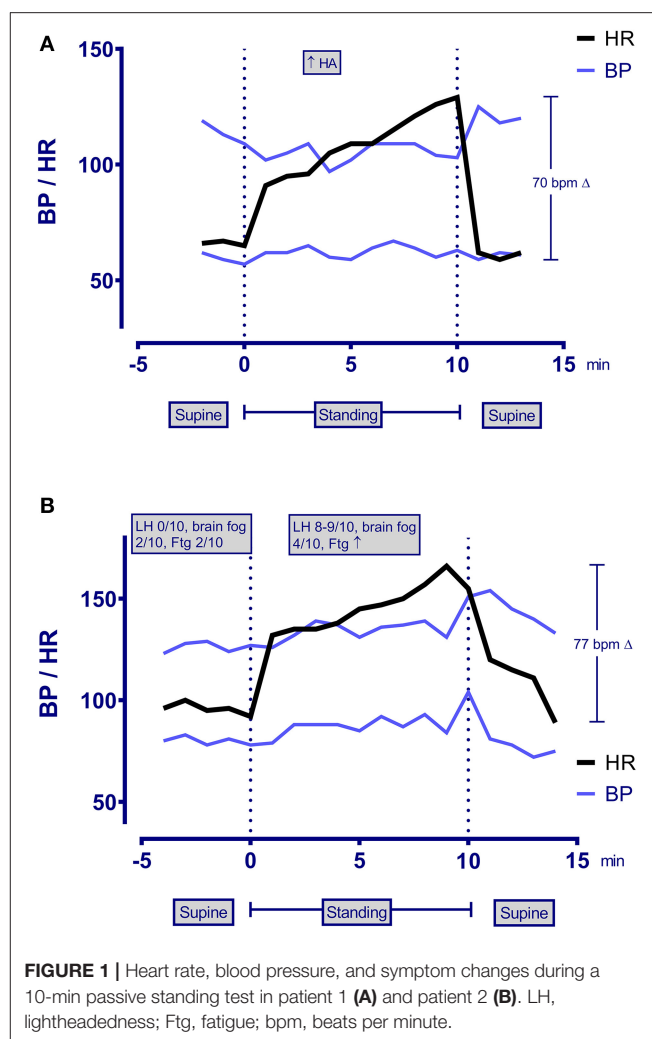 A
HR
BP
↑ HA
150
100
50
BP / HR
70 bpm Δ
-5 0 5 10 15 min
Supine Standing Supine
B
LH 0/10, brain fog
2/10, Ftg 2/10
LH 8-9/10, brain fog
4/10, Ftg ↑
150
100
50
BP / HR
77 bpm Δ
HR
BP
-5 0 5 10 15 min
Supine Standing Supine
FIGURE 1 | Heart rate, blood pressure, and symptom changes during a
10-min passive standing test in patient 1 (A) and patient 2 (B). LH,
lightheadedness; Ftg, fatigue; bpm, beats per minute.